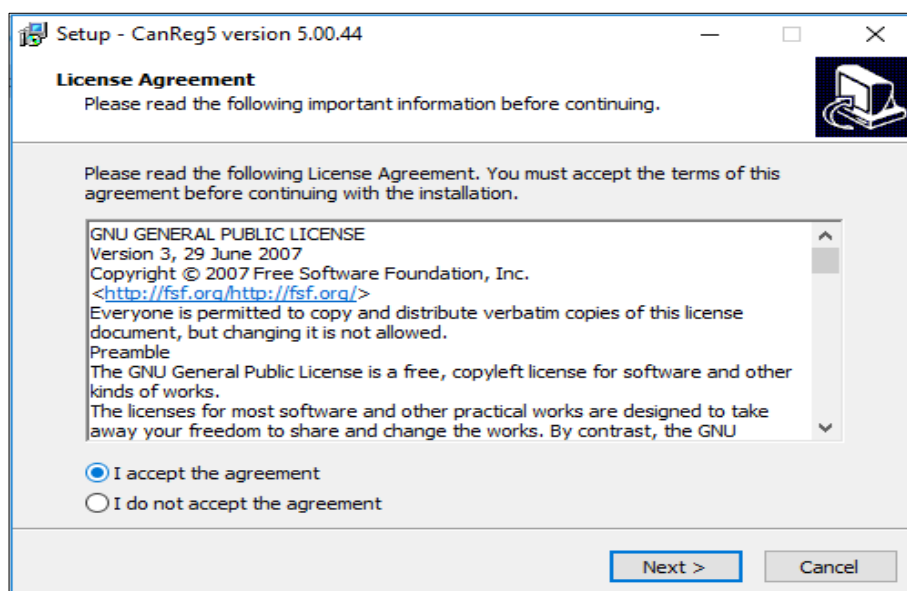 Setup - CanReg5 version 5.00.44
License Agreement
Please read the following important information before continuing.
Please read the following License Agreement. You must accept the terms of this
agreement before continuing with the installation.
GNU GENERAL PUBLIC LICENSE
Version 3, 29 June 2007
Copyright © 2007 Free Software Foundation, Inc.
<http://fsf.org/http://fsf.org/>
Everyone is permitted to copy and distribute verbatim copies of this license
document, but changing it is not allowed.
Preamble
The GNU General Public License is a free, copyleft license for software and other
kinds of works.
The licenses for most software and other practical works are designed to take
away your freedom to share and change the works. By contrast, the GNU
I accept the agreement
I do not accept the agreement
Next >
Cancel